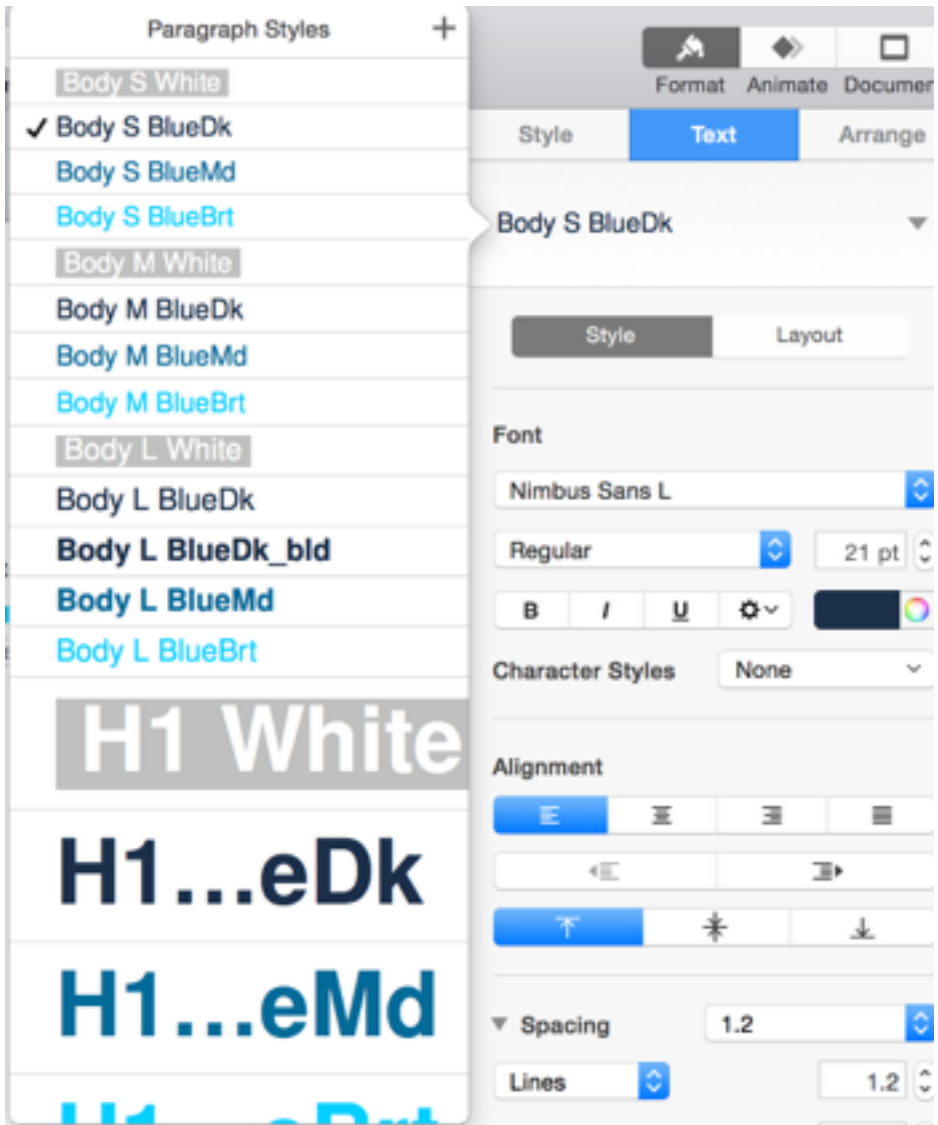 Paragraph Styles +
Body S White
✓ Body S BlueDk
Body S BlueMd
Body S BlueBrt
Body M White
Body M BlueDk
Body M BlueMd
Body M BlueBrt
Body L White
Body L BlueDk
Body L BlueDk_bld
Body L BlueMd
Body L BlueBrt
H1 White
H1...eDk
H1...eMd
H1...eBrt
Format Animate Documen
Style Text Arrange
Body S BlueDk
Style Layout
Font
Nimbus Sans L
Regular 21 pt
B I U
Character Styles None
Alignment
Spacing 1.2
Lines 1.2